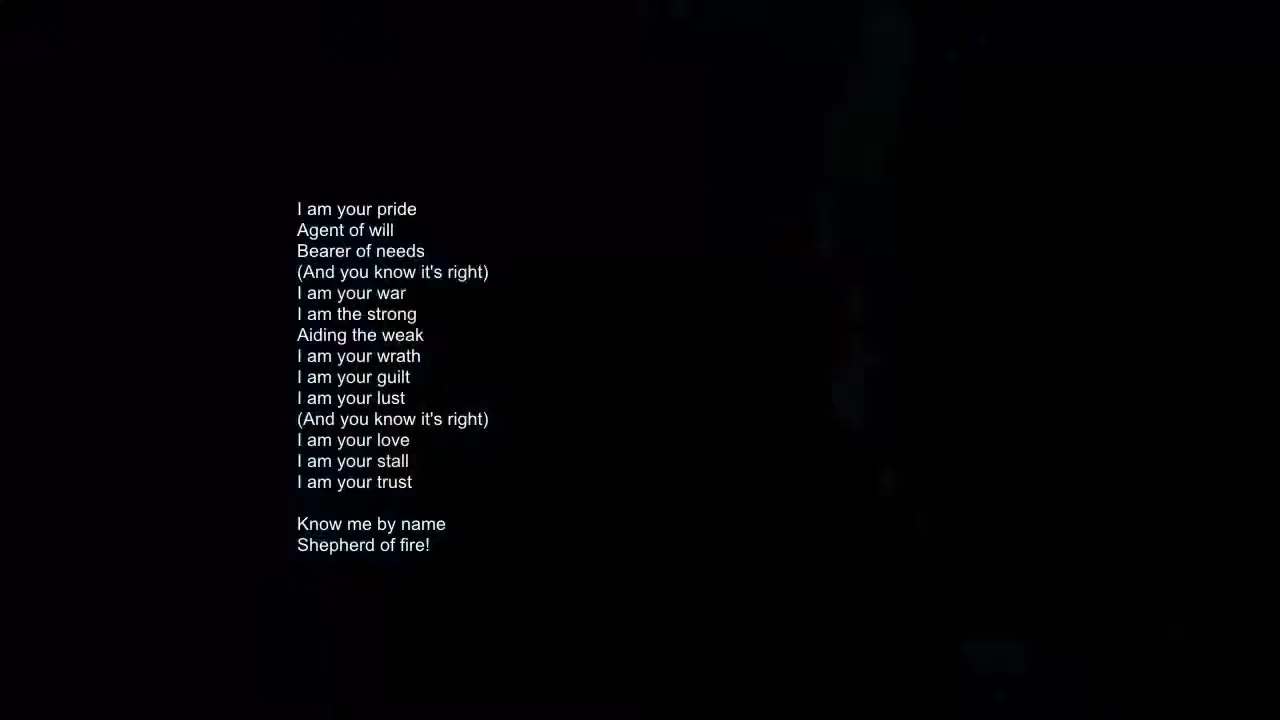 I am your pride
Agent of will
Bearer of needs
(And you know it's right)
I am your war
I am the strong
Aiding the weak
I am your wrath
I am your guilt
I am your lust
(And you know it's right)
I am your love
I am your stall
I am your trust

Know me by name
Shepherd of fire!